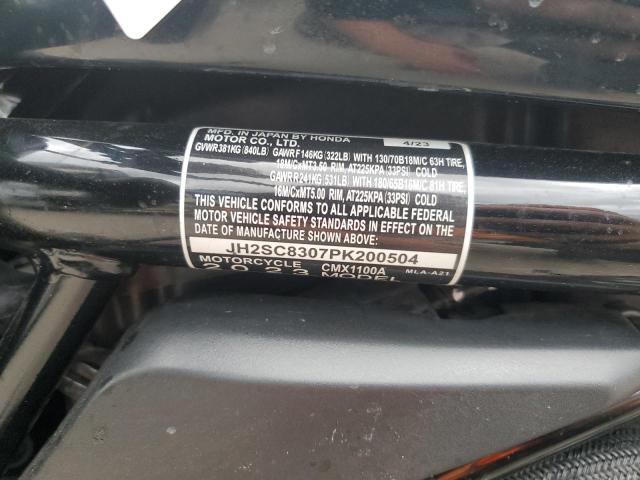 MFD. IN JAPAN BY HONDA 4/23
MOTOR CO., LTD.
GVWR381KG (840LB) GAWRF146KG (322LB) WITH 130/70B18M/C 63H TIRE,
18M/CxMT3.50 RIM, AT225KPA (33PSI) COLD
GAWRR241KG (531LB) WITH 180/65B16M/C 81H TIRE,
16M/CxMT5.00 RIM, AT225KPA (33PSI) COLD
THIS VEHICLE CONFORMS TO ALL APPLICABLE FEDERAL
MOTOR VEHICLE SAFETY STANDARDS IN EFFECT ON THE
DATE OF MANUFACTURE SHOWN ABOVE.
JH2SC8307PK200504
MOTORCYCLE CMX1100A MLA-A21
2023 MODEL